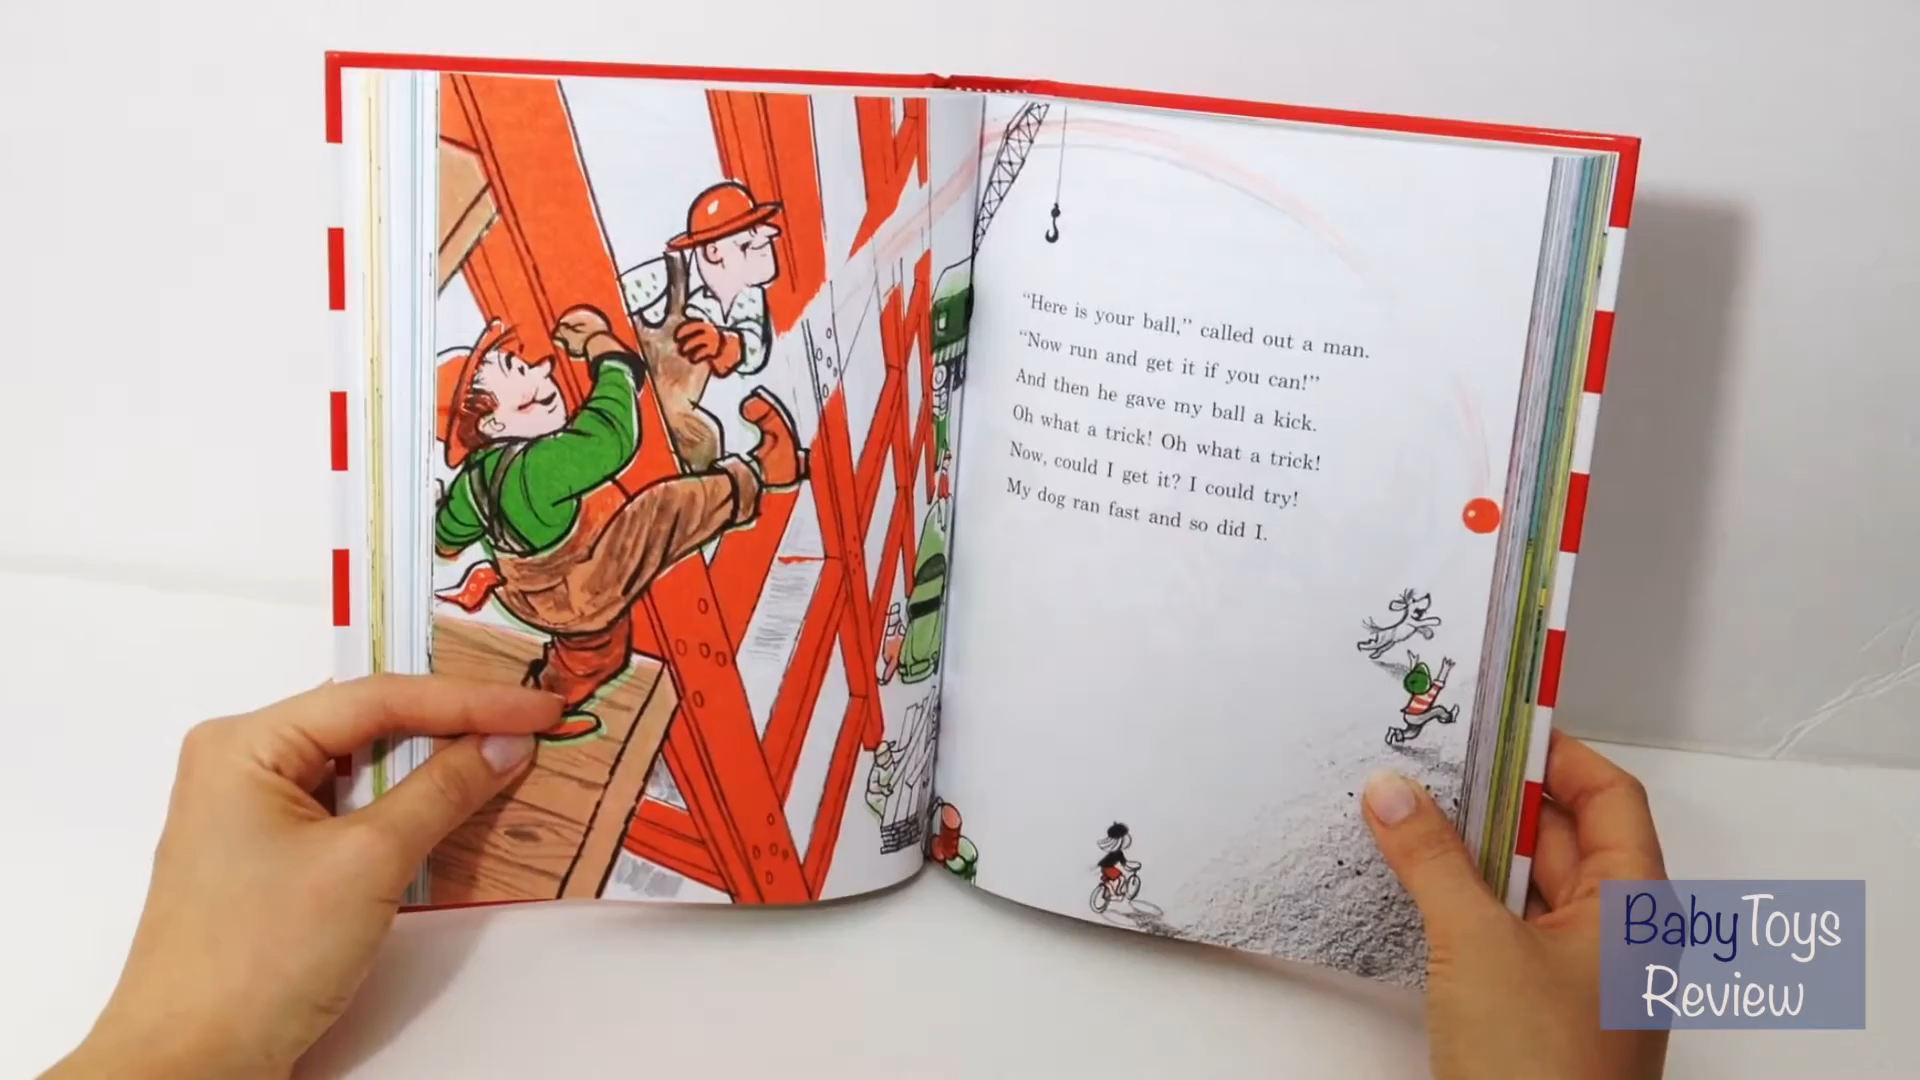 “Here is your ball,” called out a man.
“Now run and get it if you can!”
And then he gave my ball a kick.
Oh what a trick! Oh what a trick!
Now, could I get it? I could try!
My dog ran fast and so did I.
BabyToys
Review